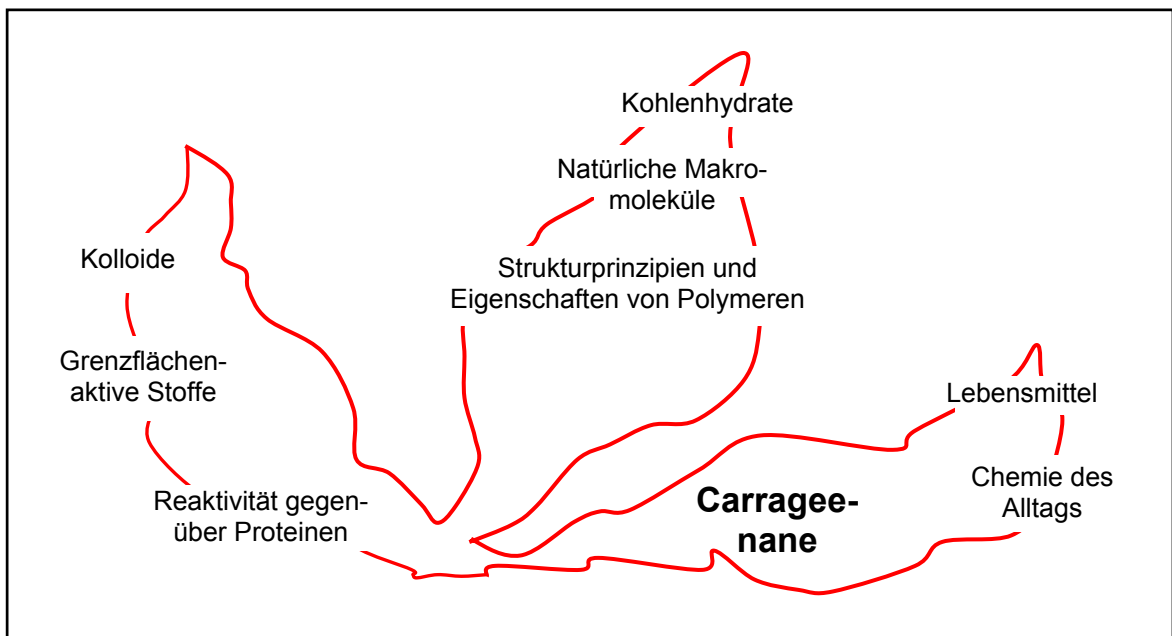 Kohlenhydrate
Natürliche Makro-
moleküle
Strukturprinzipien und
Eigenschaften von Polymeren
Kolloide
Grenzflächen-
aktive Stoffe
Reaktivität gegen-
über Proteinen
Lebensmittel
Chemie des
Alltags
Carragee-
nane